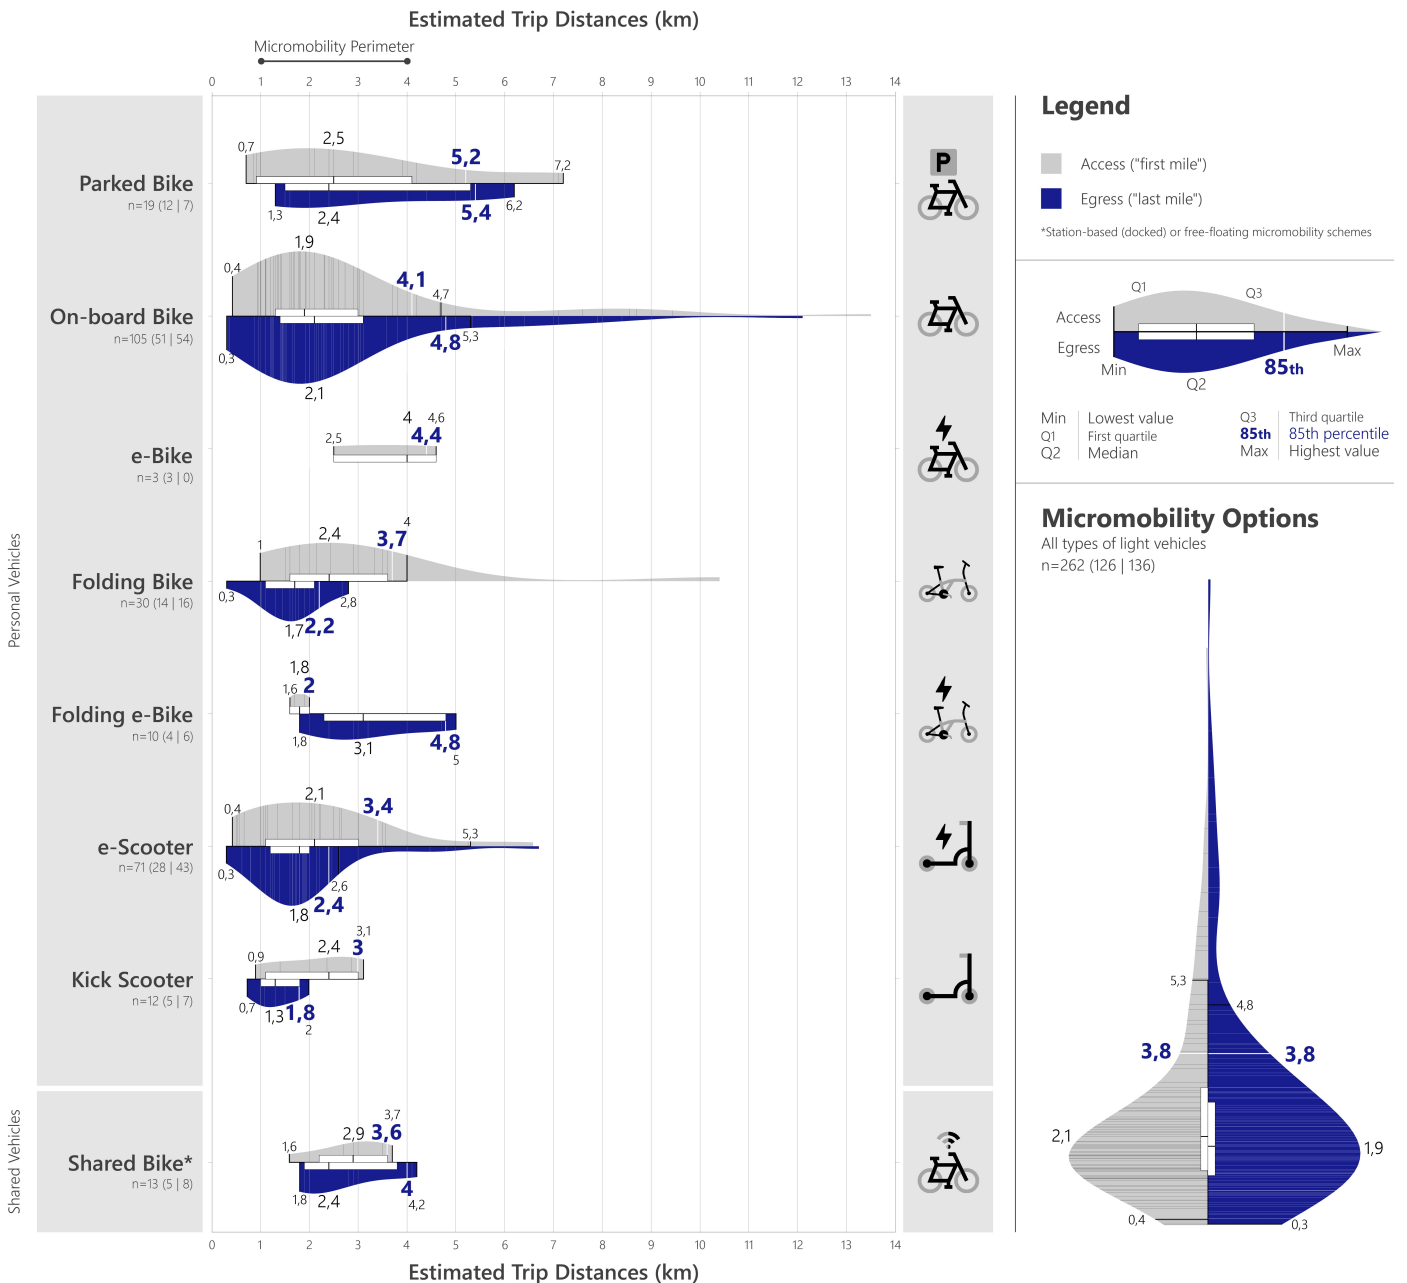 Estimated Trip Distances (km)
Micromobility Perimeter
0 1 2 3 4 5 6 7 8 9 10 11 12 13 14
Personal Vehicles
Parked Bike
n=19 (12 | 7)
0,7
2,5
5,2
7,2
1,3
2,4
5,4
6,2
P
On-board Bike
n=105 (51 | 54)
0,4
1,9
4,1
4,7
0,3
2,1
4,8
5,3
e-Bike
n=3 (3 | 0)
2,5
4
4,6
4,4
Folding Bike
n=30 (14 | 16)
1
2,4
3,7
4
0,3
1,7
2,2
2,8
Folding e-Bike
n=10 (4 | 6)
1,8
1,6
2
1,8
3,1
4,8
5
e-Scooter
n=71 (28 | 43)
0,4
2,1
3,4
5,3
0,3
1,8
2,4
2,6
Kick Scooter
n=12 (5 | 7)
0,9
2,4
3
3,1
0,7
1,3
1,8
2
Shared Vehicles
Shared Bike*
n=13 (5 | 8)
1,6
2,9
3,6
3,7
1,8
2,4
4
4,2
0 1 2 3 4 5 6 7 8 9 10 11 12 13 14
Estimated Trip Distances (km)
Legend
Access ("first mile")
Egress ("last mile")
*Station-based (docked) or free-floating micromobility schemes
Q1
Q3
Access
Egress
Min
Q2
85th
Max
Min Lowest value
Q1 First quartile
Q2 Median
Q3 Third quartile
85th 85th percentile
Max Highest value
Micromobility Options
All types of light vehicles
n=262 (126 | 136)
5,3
4,8
3,8
3,8
2,1
1,9
0,4
0,3